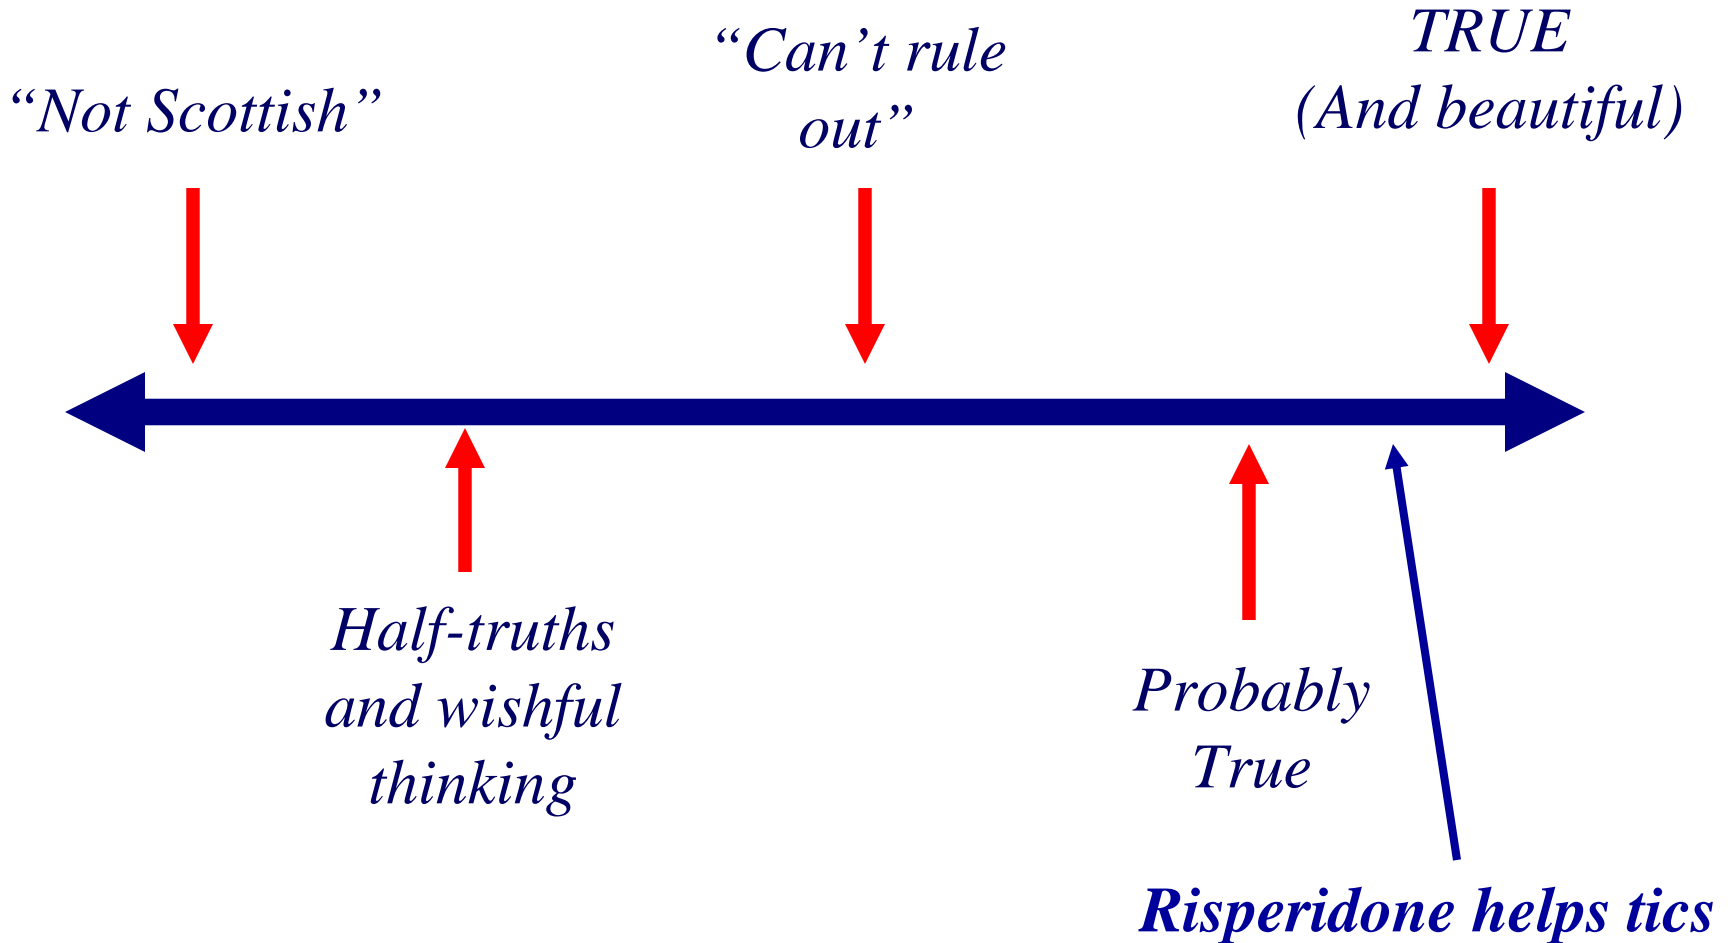 “Not Scottish”
“Can’t rule
out”
TRUE
(And beautiful)
Half-truths
and wishful
thinking
Probably
True
Risperidone helps tics